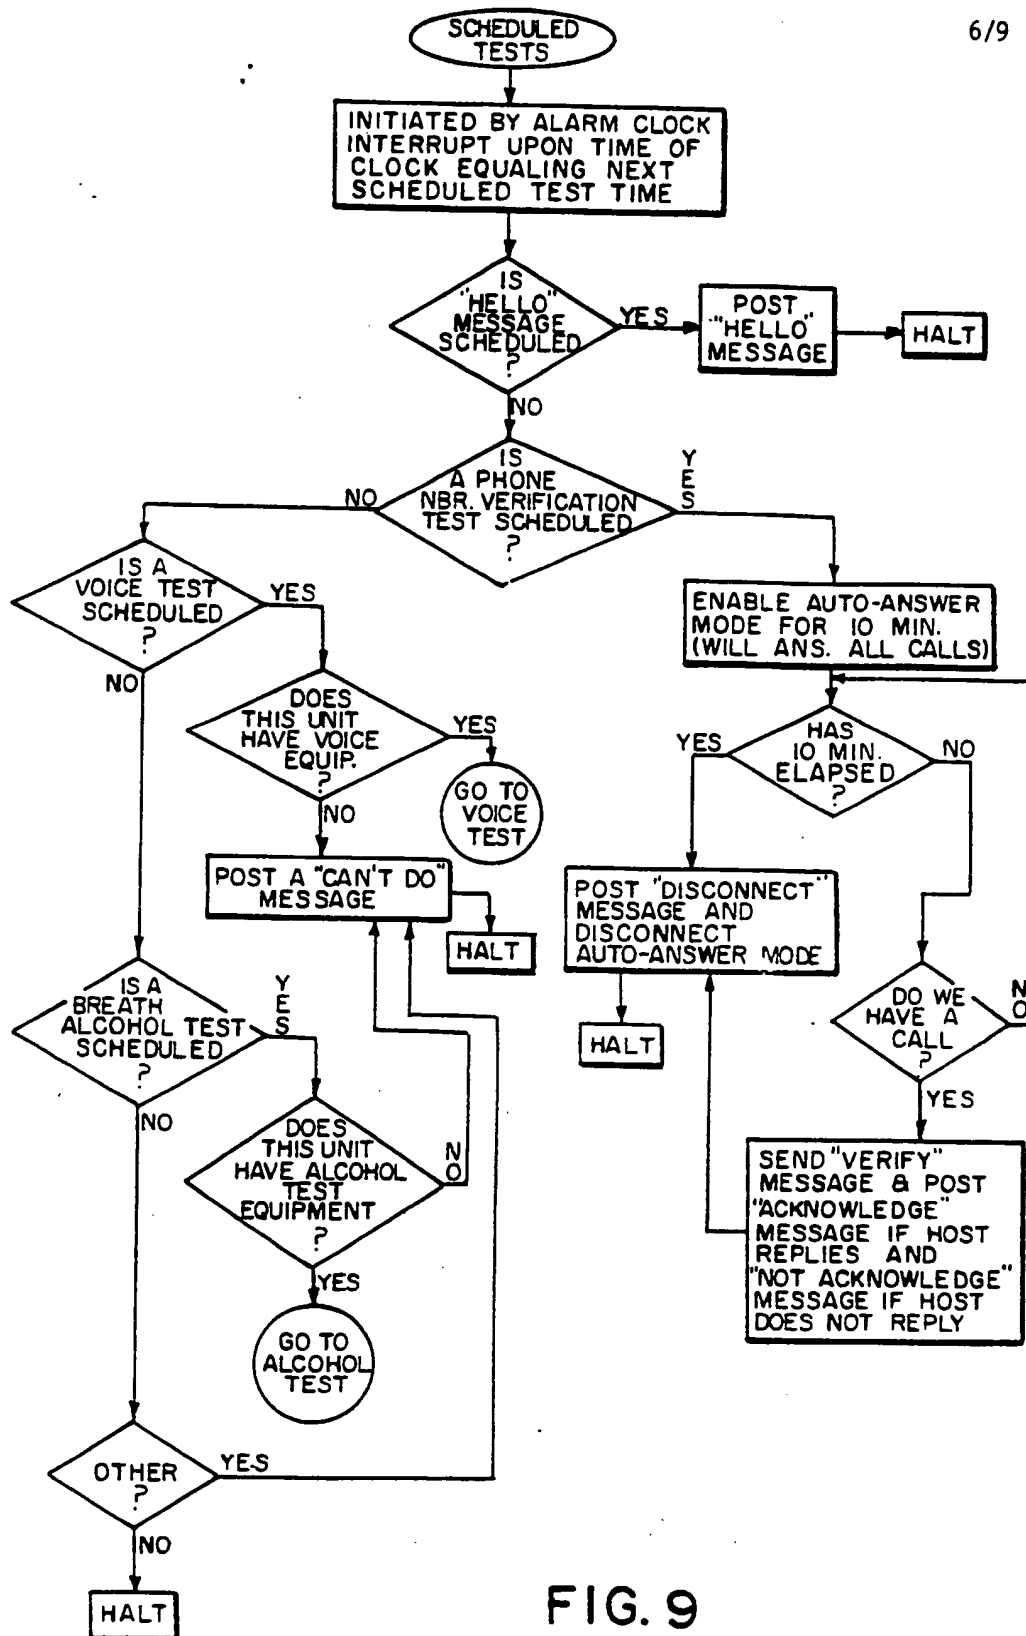 6/9
SCHEDULED
TESTS
INITIATED BY ALARM CLOCK
INTERRUPT UPON TIME OF
CLOCK EQUALING NEXT
SCHEDULED TEST TIME
IS
"HELLO"
MESSAGE
SCHEDULED
?
YES
POST
"HELLO"
MESSAGE
HALT
NO
IS
A PHONE
NBR. VERIFICATION
TEST SCHEDULED
?
NO
YES
IS A
VOICE TEST
SCHEDULED
?
YES
NO
DOES
THIS UNIT
HAVE VOICE
EQUIP.
?
YES
GO TO
VOICE
TEST
NO
POST A "CAN'T DO"
MESSAGE
HALT
ENABLE AUTO-ANSWER
MODE FOR 10 MIN.
(WILL ANS. ALL CALLS)
HAS
10 MIN.
ELAPSED
?
YES
NO
POST "DISCONNECT"
MESSAGE AND
DISCONNECT
AUTO-ANSWER MODE
HALT
DO WE
HAVE A
CALL
?
NO
YES
SEND "VERIFY"
MESSAGE & POST
"ACKNOWLEDGE"
MESSAGE IF HOST
REPLIES AND
"NOT ACKNOWLEDGE"
MESSAGE IF HOST
DOES NOT REPLY
IS A
BREATH
ALCOHOL TEST
SCHEDULED
?
YES
NO
DOES
THIS UNIT
HAVE ALCOHOL
TEST
EQUIPMENT
?
NO
YES
GO TO
ALCOHOL
TEST
OTHER
?
YES
NO
HALT
FIG. 9